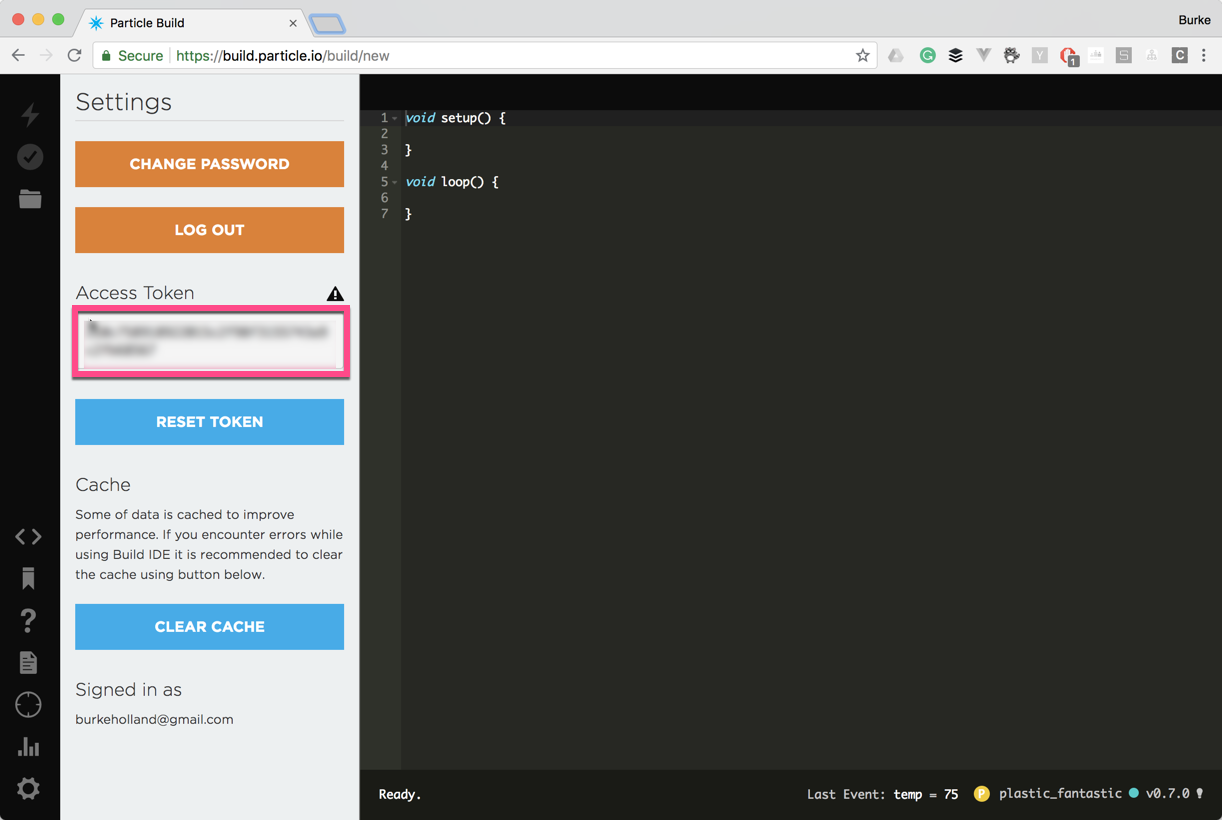 Particle Build
Burke
Secure https://build.particle.io/build/new
1
Settings
CHANGE PASSWORD
LOG OUT
Access Token
RESET TOKEN
Cache
Some of data is cached to improve
performance. If you encounter errors while
using Build IDE it is recommended to clear
the cache using button below.
CLEAR CACHE
Signed in as
burkeholland@gmail.com
1 void setup() {
2
3 }
4
5 void loop() {
6
7 }
Ready.
Last Event: temp = 75 P plastic_fantastic v0.7.0